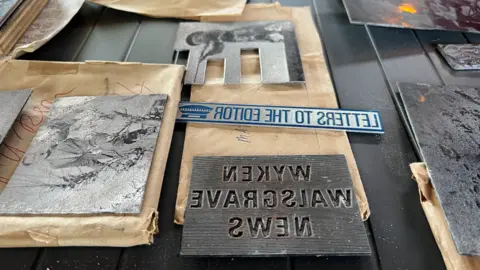 LETTERS TO THE EDITOR
WYKEN
WALSGRAVE
NEWS